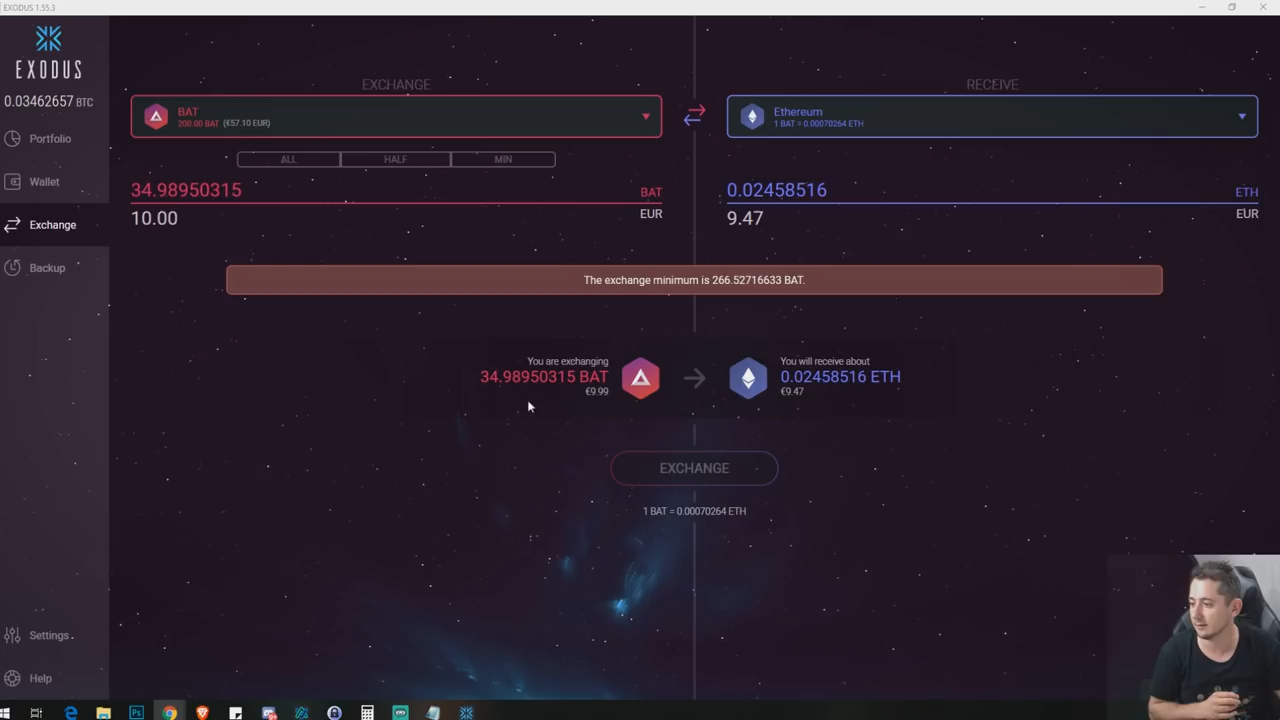 EXODUS 1.55.3
EXODUS
0.03462657 BTC
Portfolio
Wallet
Exchange
Backup
Settings
Help
EXCHANGE
BAT
200.00 BAT (€57.10 EUR)
ALL HALF MIN
34.98950315 BAT
10.00 EUR
RECEIVE
Ethereum
1 BAT = 0.00070264 ETH
0.02458516 ETH
9.47 EUR
The exchange minimum is 266.52716633 BAT.
You are exchanging
34.98950315 BAT
€9.99
You will receive about
0.02458516 ETH
€9.47
EXCHANGE
1 BAT = 0.00070264 ETH